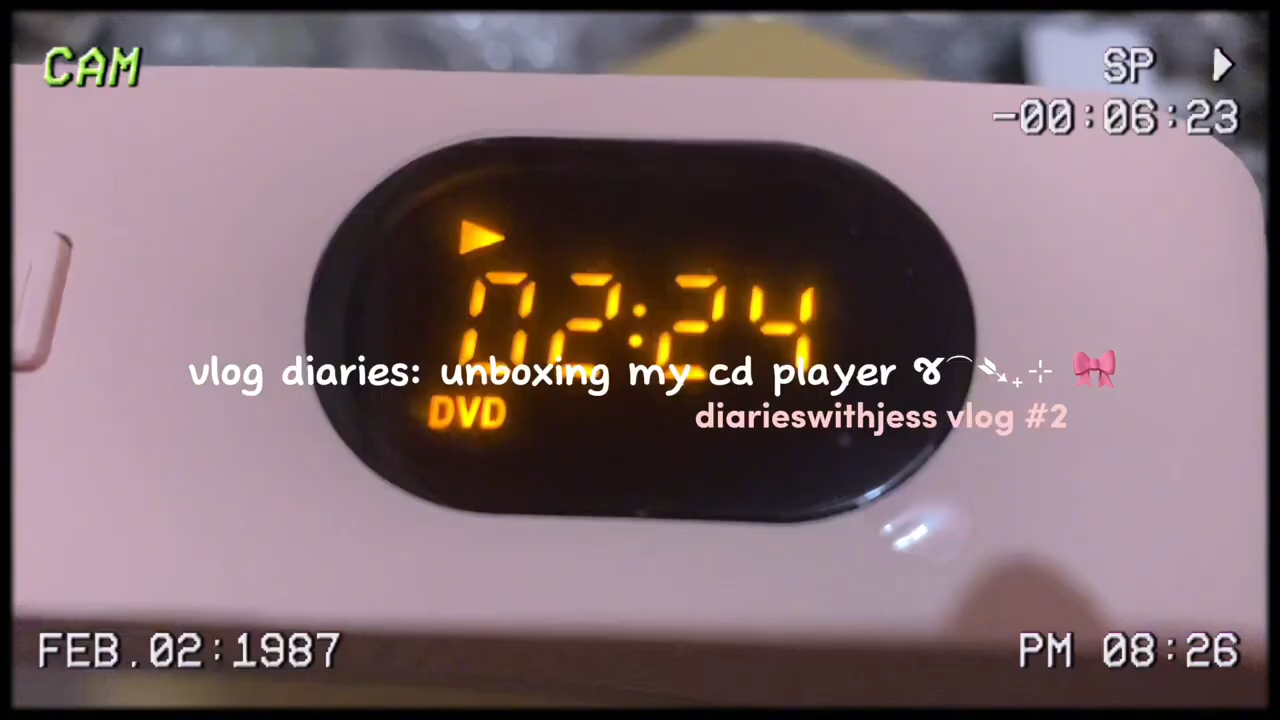 CAM
SP
-00:06:23
02:24
vlog diaries: unboxing my cd player
DVD
diarieswithjess vlog #2
FEB.02:1987
PM 08:26